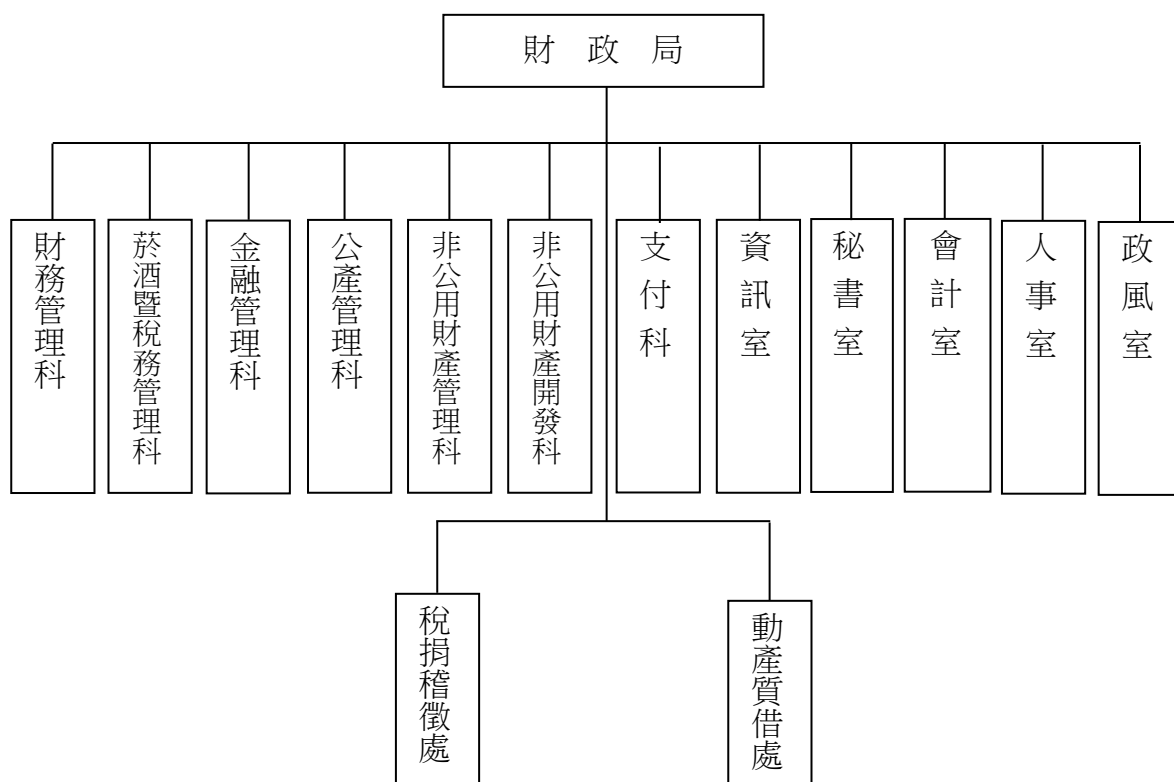 財政局
財務管理科
菸酒暨稅務管理科
金融管理科
公產管理科
非公用財產管理科
非公用財產開發科
支付科
資訊室
秘書室
會計室
人事室
政風室
稅捐稽徵處
動產質借處